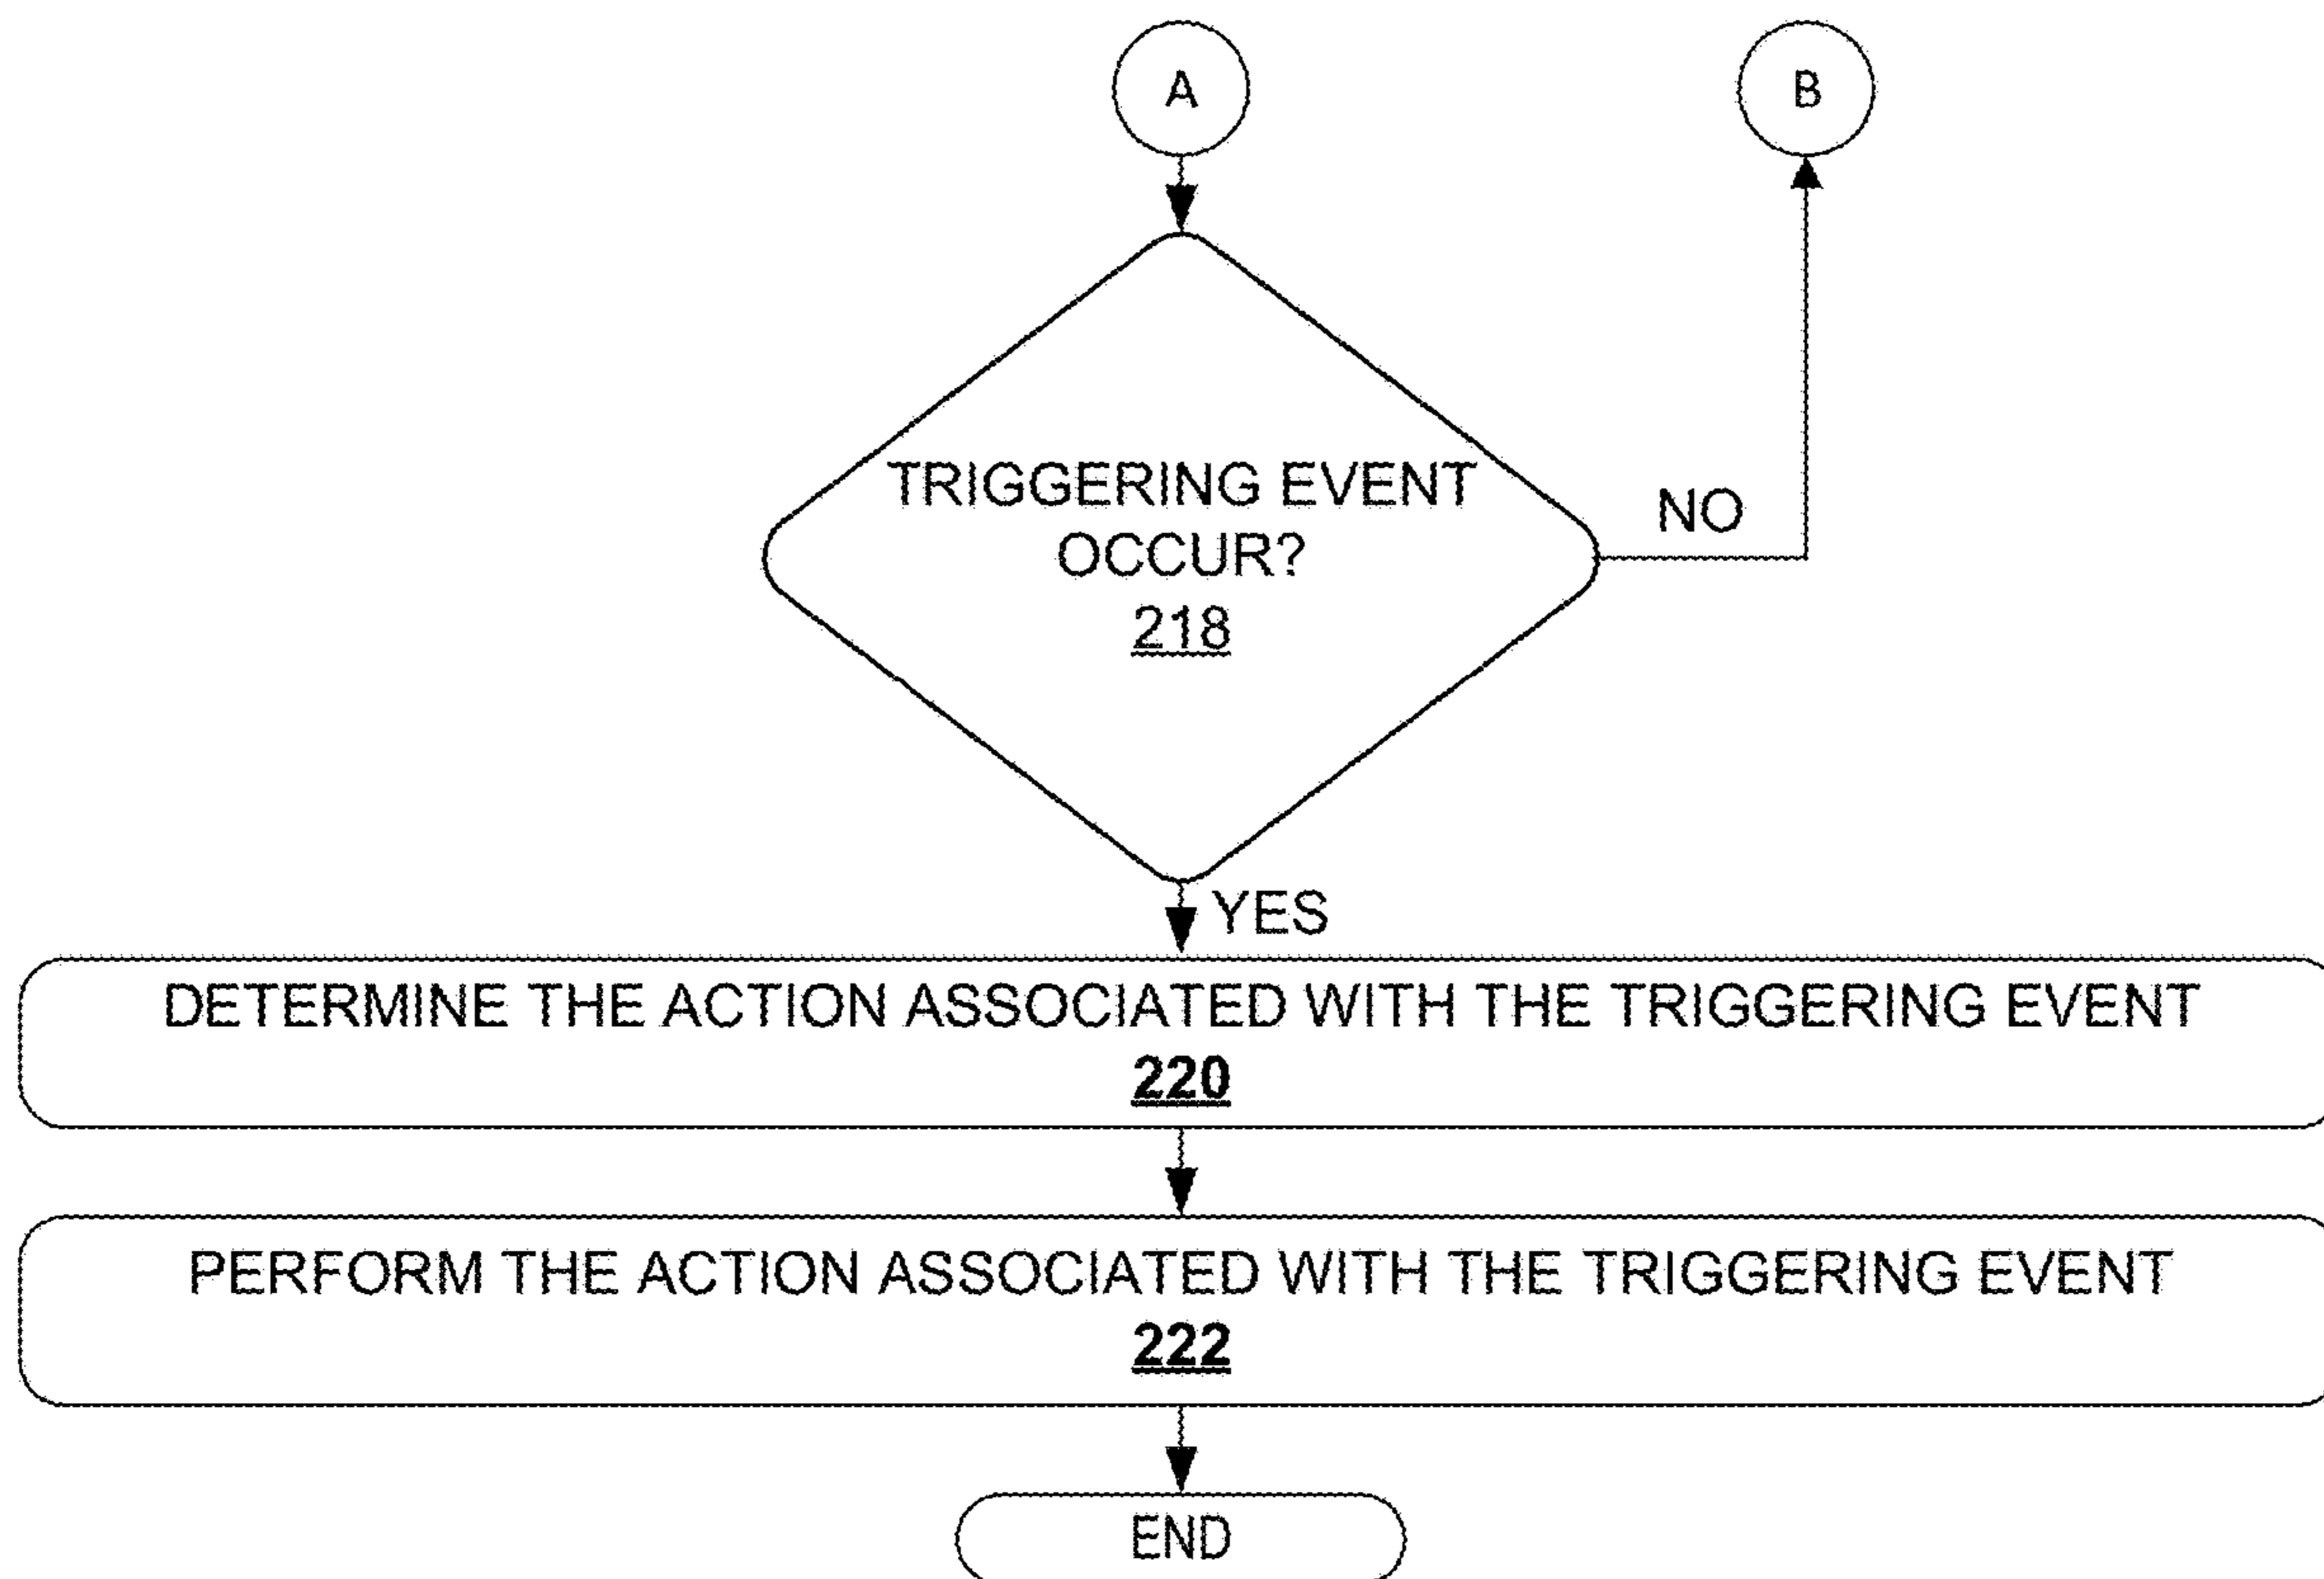 A
B
TRIGGERING EVENT
OCCUR?
218
NO
YES
DETERMINE THE ACTION ASSOCIATED WITH THE TRIGGERING EVENT
220
PERFORM THE ACTION ASSOCIATED WITH THE TRIGGERING EVENT
222
END